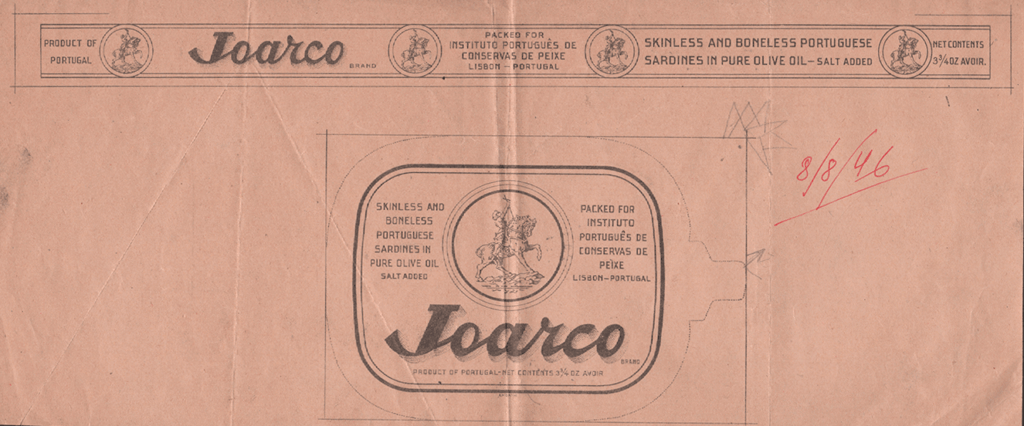 PRODUCT OF
PORTUGAL
Joarco
BRAND
PACKED FOR
INSTITUTO PORTUGUÊS DE
CONSERVAS DE PEIXE
LISBON – PORTUGAL
SKINLESS AND BONELESS PORTUGUESE
SARDINES IN PURE OLIVE OIL – SALT ADDED
NET CONTENTS
3¾ OZ AVOIR.
8/8/46
SKINLESS AND
BONELESS
PORTUGUESE
SARDINES IN
PURE OLIVE OIL
SALT ADDED
PACKED FOR
INSTITUTO
PORTUGUÊS DE
CONSERVAS DE
PEIXE
LISBON – PORTUGAL
Joarco
BRAND
PRODUCT OF PORTUGAL - NET CONTENTS 3¾ OZ AVOIR